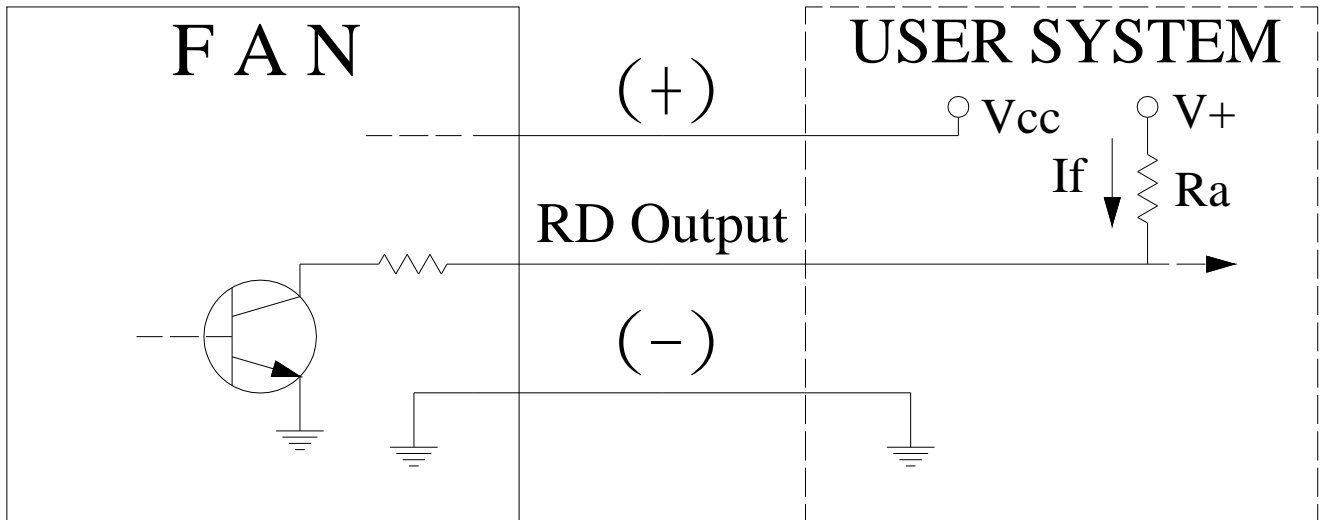 F A N
USER SYSTEM
(+)
Vcc
V+
If
Ra
RD Output
(-)